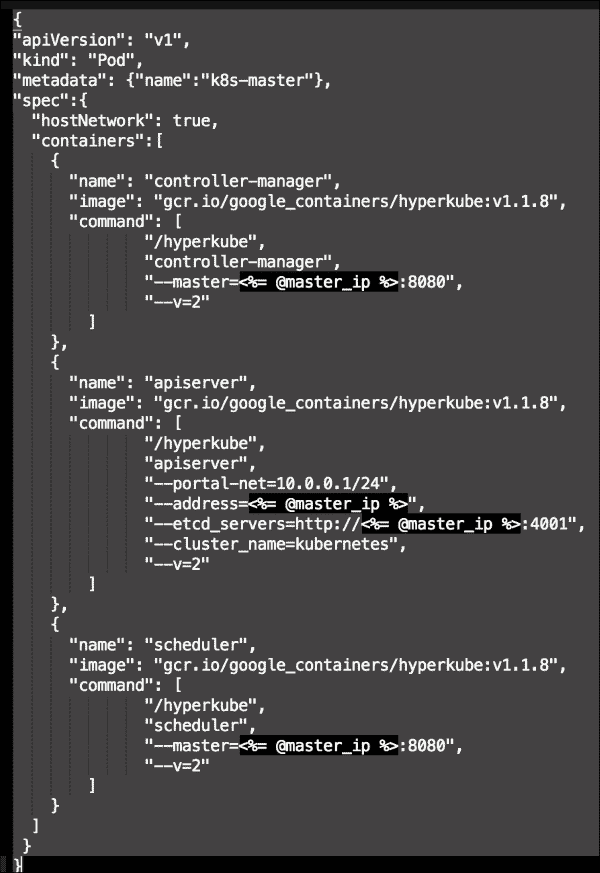 {
"apiVersion": "v1",
"kind": "Pod",
"metadata": {"name":"k8s-master"},
"spec":{
  "hostNetwork": true,
  "containers":[
    {
      "name": "controller-manager",
      "image": "gcr.io/google_containers/hyperkube:v1.1.8",
      "command": [
              "/hyperkube",
              "controller-manager",
              "--master=<%= @master_ip %>:8080",
              "--v=2"
        ]
    },
    {
      "name": "apiserver",
      "image": "gcr.io/google_containers/hyperkube:v1.1.8",
      "command": [
              "/hyperkube",
              "apiserver",
              "--portal-net=10.0.0.1/24",
              "--address=<%= @master_ip %>",
              "--etcd_servers=http://<%= @master_ip %>:4001",
              "--cluster_name=kubernetes",
              "--v=2"
        ]
    },
    {
      "name": "scheduler",
      "image": "gcr.io/google_containers/hyperkube:v1.1.8",
      "command": [
              "/hyperkube",
              "scheduler",
              "--master=<%= @master_ip %>:8080",
              "--v=2"
        ]
    }
  ]
 }
}